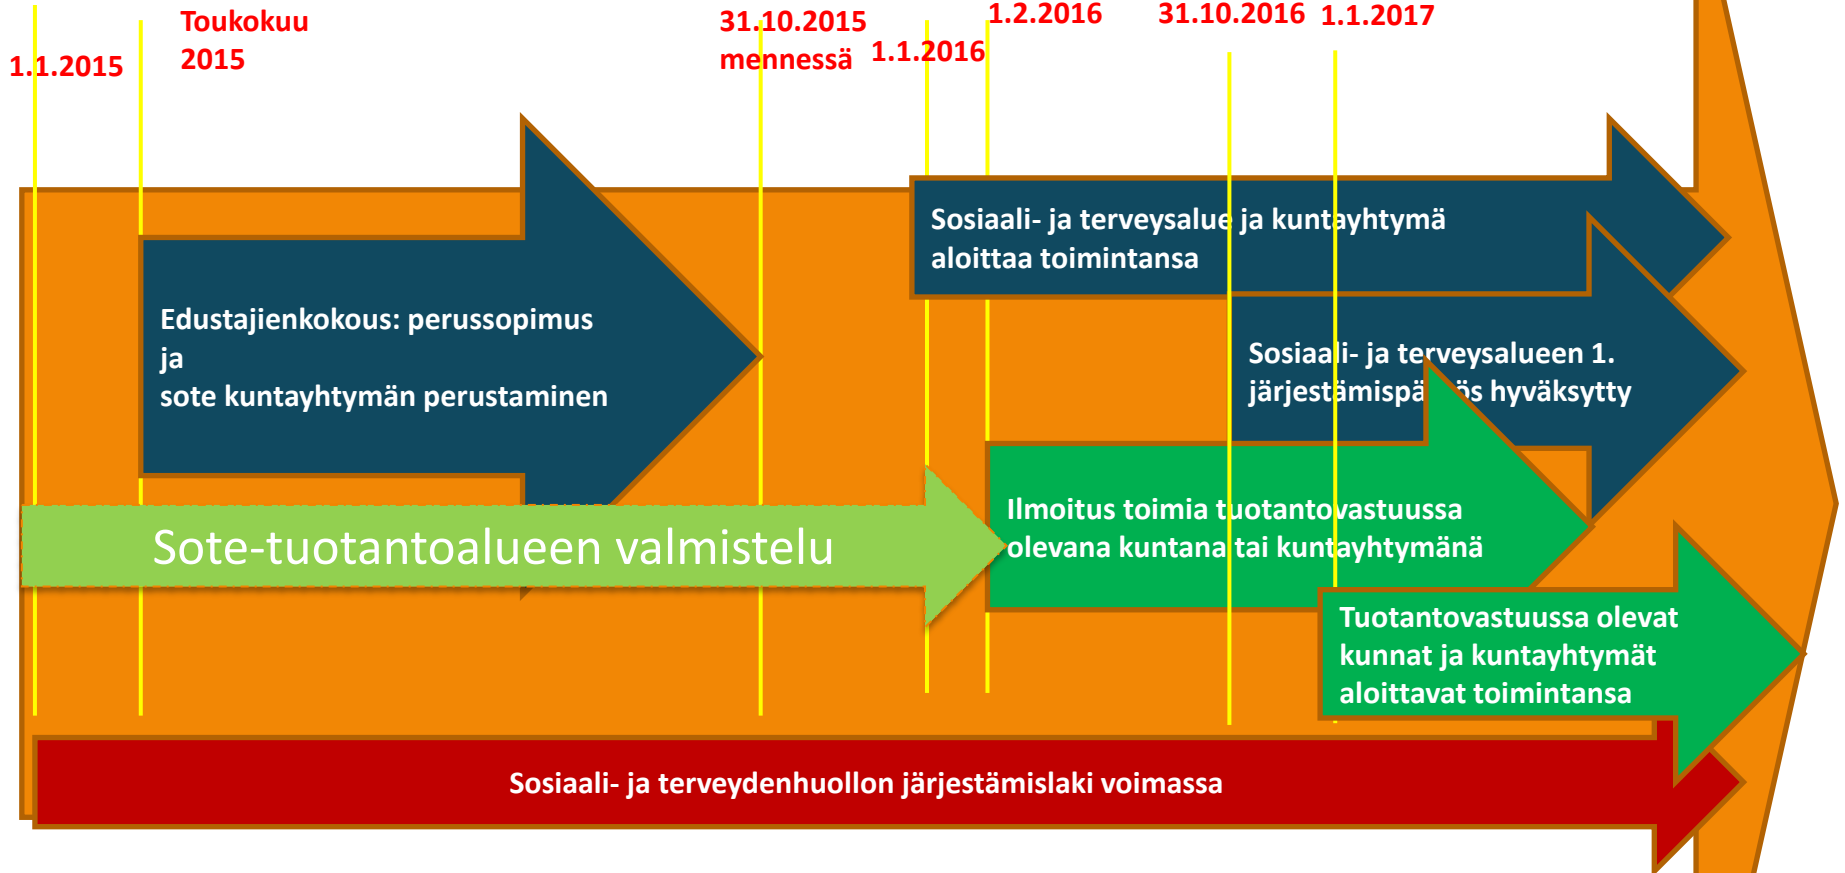 1.1.2015
Toukokuu
2015
31.10.2015
mennessä
1.1.2016
1.2.2016
31.10.2016
1.1.2017
Sosiaali- ja terveysalue ja kuntayhtymä
aloittaa toimintansa
Edustajienkokous: perussopimus
ja
sote kuntayhtymän perustaminen
Sosiaali- ja terveysalueen 1.
hyväksytty
Ilmoitus toimia tuotantovastuussa
olevana kuntana tai kuntayhtymänä
Sote-tuotantoalueen valmistelu
Tuotantovastuussa olevat
kunnat ja kuntayhtymät
aloittavat toimintansa
Sosiaali- ja terveydenhuollon järjestämislaki voimassa